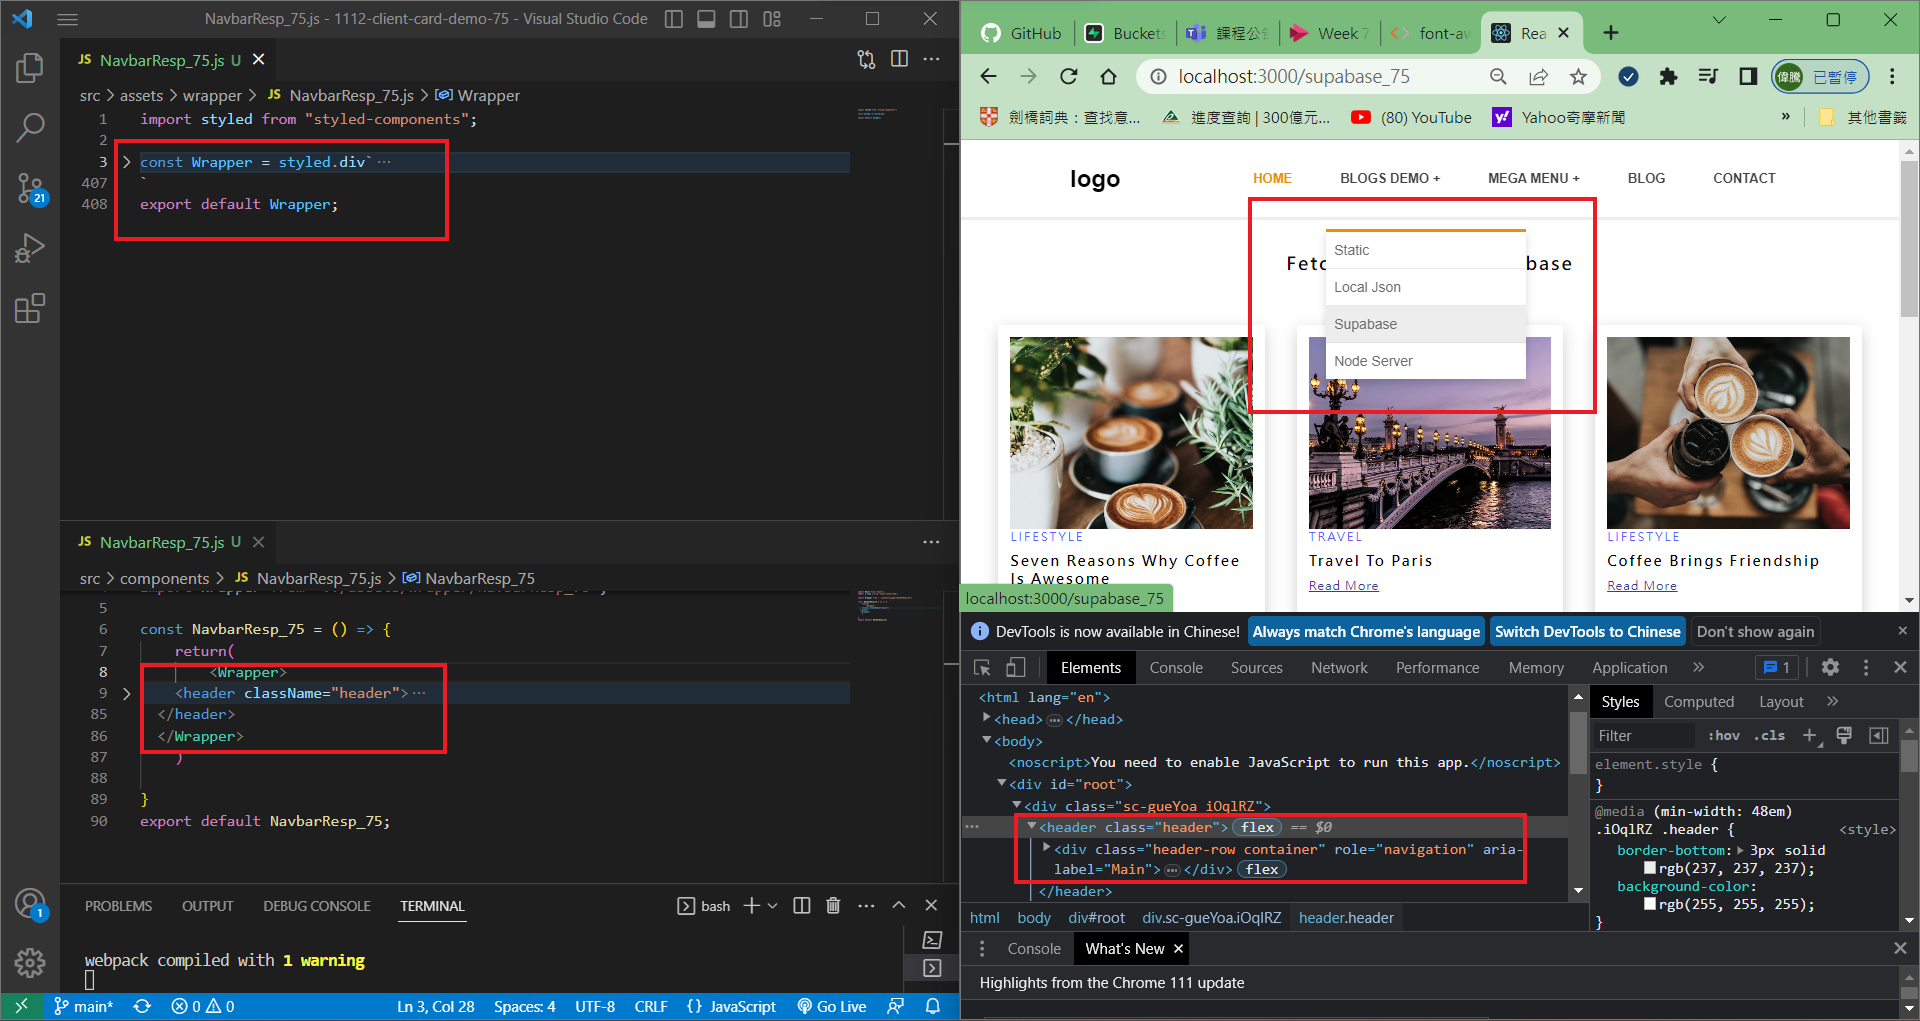 NavbarResp_75.js - 1112-client-card-demo-75 - Visual Studio Code
JS NavbarResp_75.js U
src > assets > wrapper > JS NavbarResp_75.js > Wrapper
1 import styled from "styled-components";
2
3 const Wrapper = styled.div` ⋯
407 `
408 export default Wrapper;
21
JS NavbarResp_75.js U
src > components > JS NavbarResp_75.js > NavbarResp_75
5
6 const NavbarResp_75 = () => {
7 return(
8 <Wrapper>
9 <header className="header"> ⋯
85 </header>
86 </Wrapper>
87 )
88
89 }
90 export default NavbarResp_75;
1
PROBLEMS OUTPUT DEBUG CONSOLE TERMINAL
bash
webpack compiled with 1 warning
main* 0 0 Ln 3, Col 28 Spaces: 4 UTF-8 CRLF {} JavaScript Go Live
GitHub Buckets 課程公告 Week 7 font-aw Rea
localhost:3000/supabase_75
偉騰 已暫停
劍橋詞典：查找意... 進度查詢 | 300億元... (80) YouTube Yahoo奇摩新聞 » 其他書籤
logo HOME BLOGS DEMO + MEGA MENU + BLOG CONTACT
Static
Fetc base
Local Json
Supabase
Node Server
LIFESTYLE
Seven Reasons Why Coffee
Is Awesome
TRAVEL
Travel To Paris
Read More
LIFESTYLE
Coffee Brings Friendship
Read More
localhost:3000/supabase_75
DevTools is now available in Chinese! Always match Chrome's language Switch DevTools to Chinese Don't show again
Elements Console Sources Network Performance Memory Application » 1
<html lang="en">
<head> ⋯ </head>
<body>
<noscript>You need to enable JavaScript to run this app.</noscript>
<div id="root">
<div class="sc-gueYoa iOqlRZ">
<header class="header"> flex == $0
<div class="header-row container" role="navigation" aria-
label="Main"> ⋯ </div> flex
</header>
html body div#root div.sc-gueYoa.iOqlRZ header.header
Styles Computed Layout »
Filter :hov .cls +
element.style {
}
@media (min-width: 48em)
.iOqlRZ .header { <style>
border-bottom: 3px solid
rgb(237, 237, 237);
background-color:
rgb(255, 255, 255);
}
Console What's New
Highlights from the Chrome 111 update